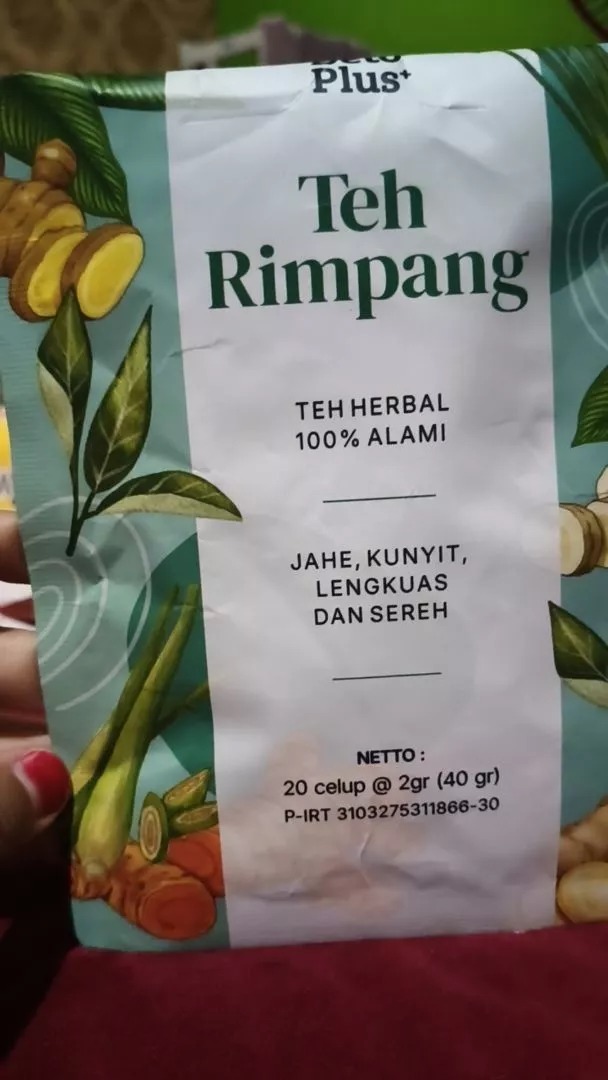 Plus+
Teh
Rimpang
TEH HERBAL
100% ALAMI
JAHE, KUNYIT,
LENGKUAS
DAN SEREH
NETTO :
20 celup @ 2gr (40 gr)
P-IRT 3103275311866-30